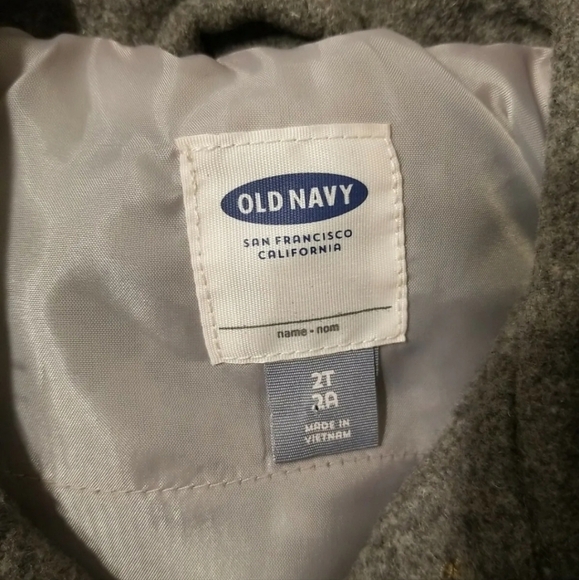 OLD NAVY
SAN FRANCISCO
CALIFORNIA
name - nom
2T
2A
MADE IN
VIETNAM